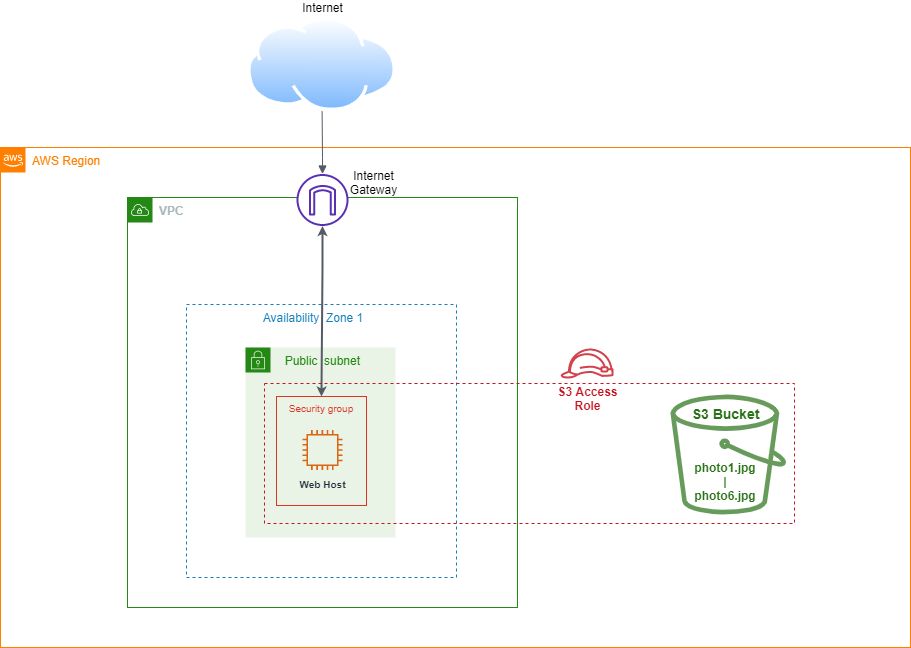 Internet
aws
AWS Region
Internet
Gateway
VPC
Availability Zone 1
Public subnet
S3 Access
Role
Security group
S3 Bucket
Web Host
photo1.jpg
|
photo6.jpg